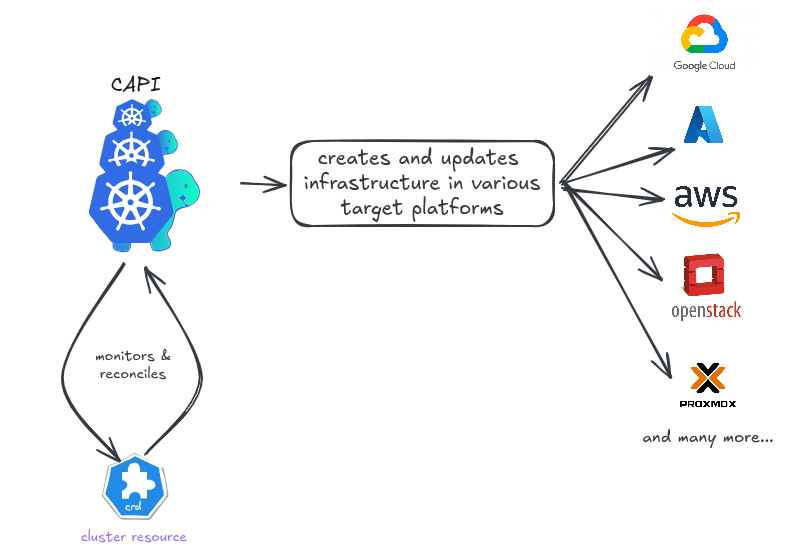 CAPI
creates and updates
infrastructure in various
target platforms
Google Cloud
aws
openstack
PROXMOX
and many more...
monitors &
reconciles
crd
cluster resource